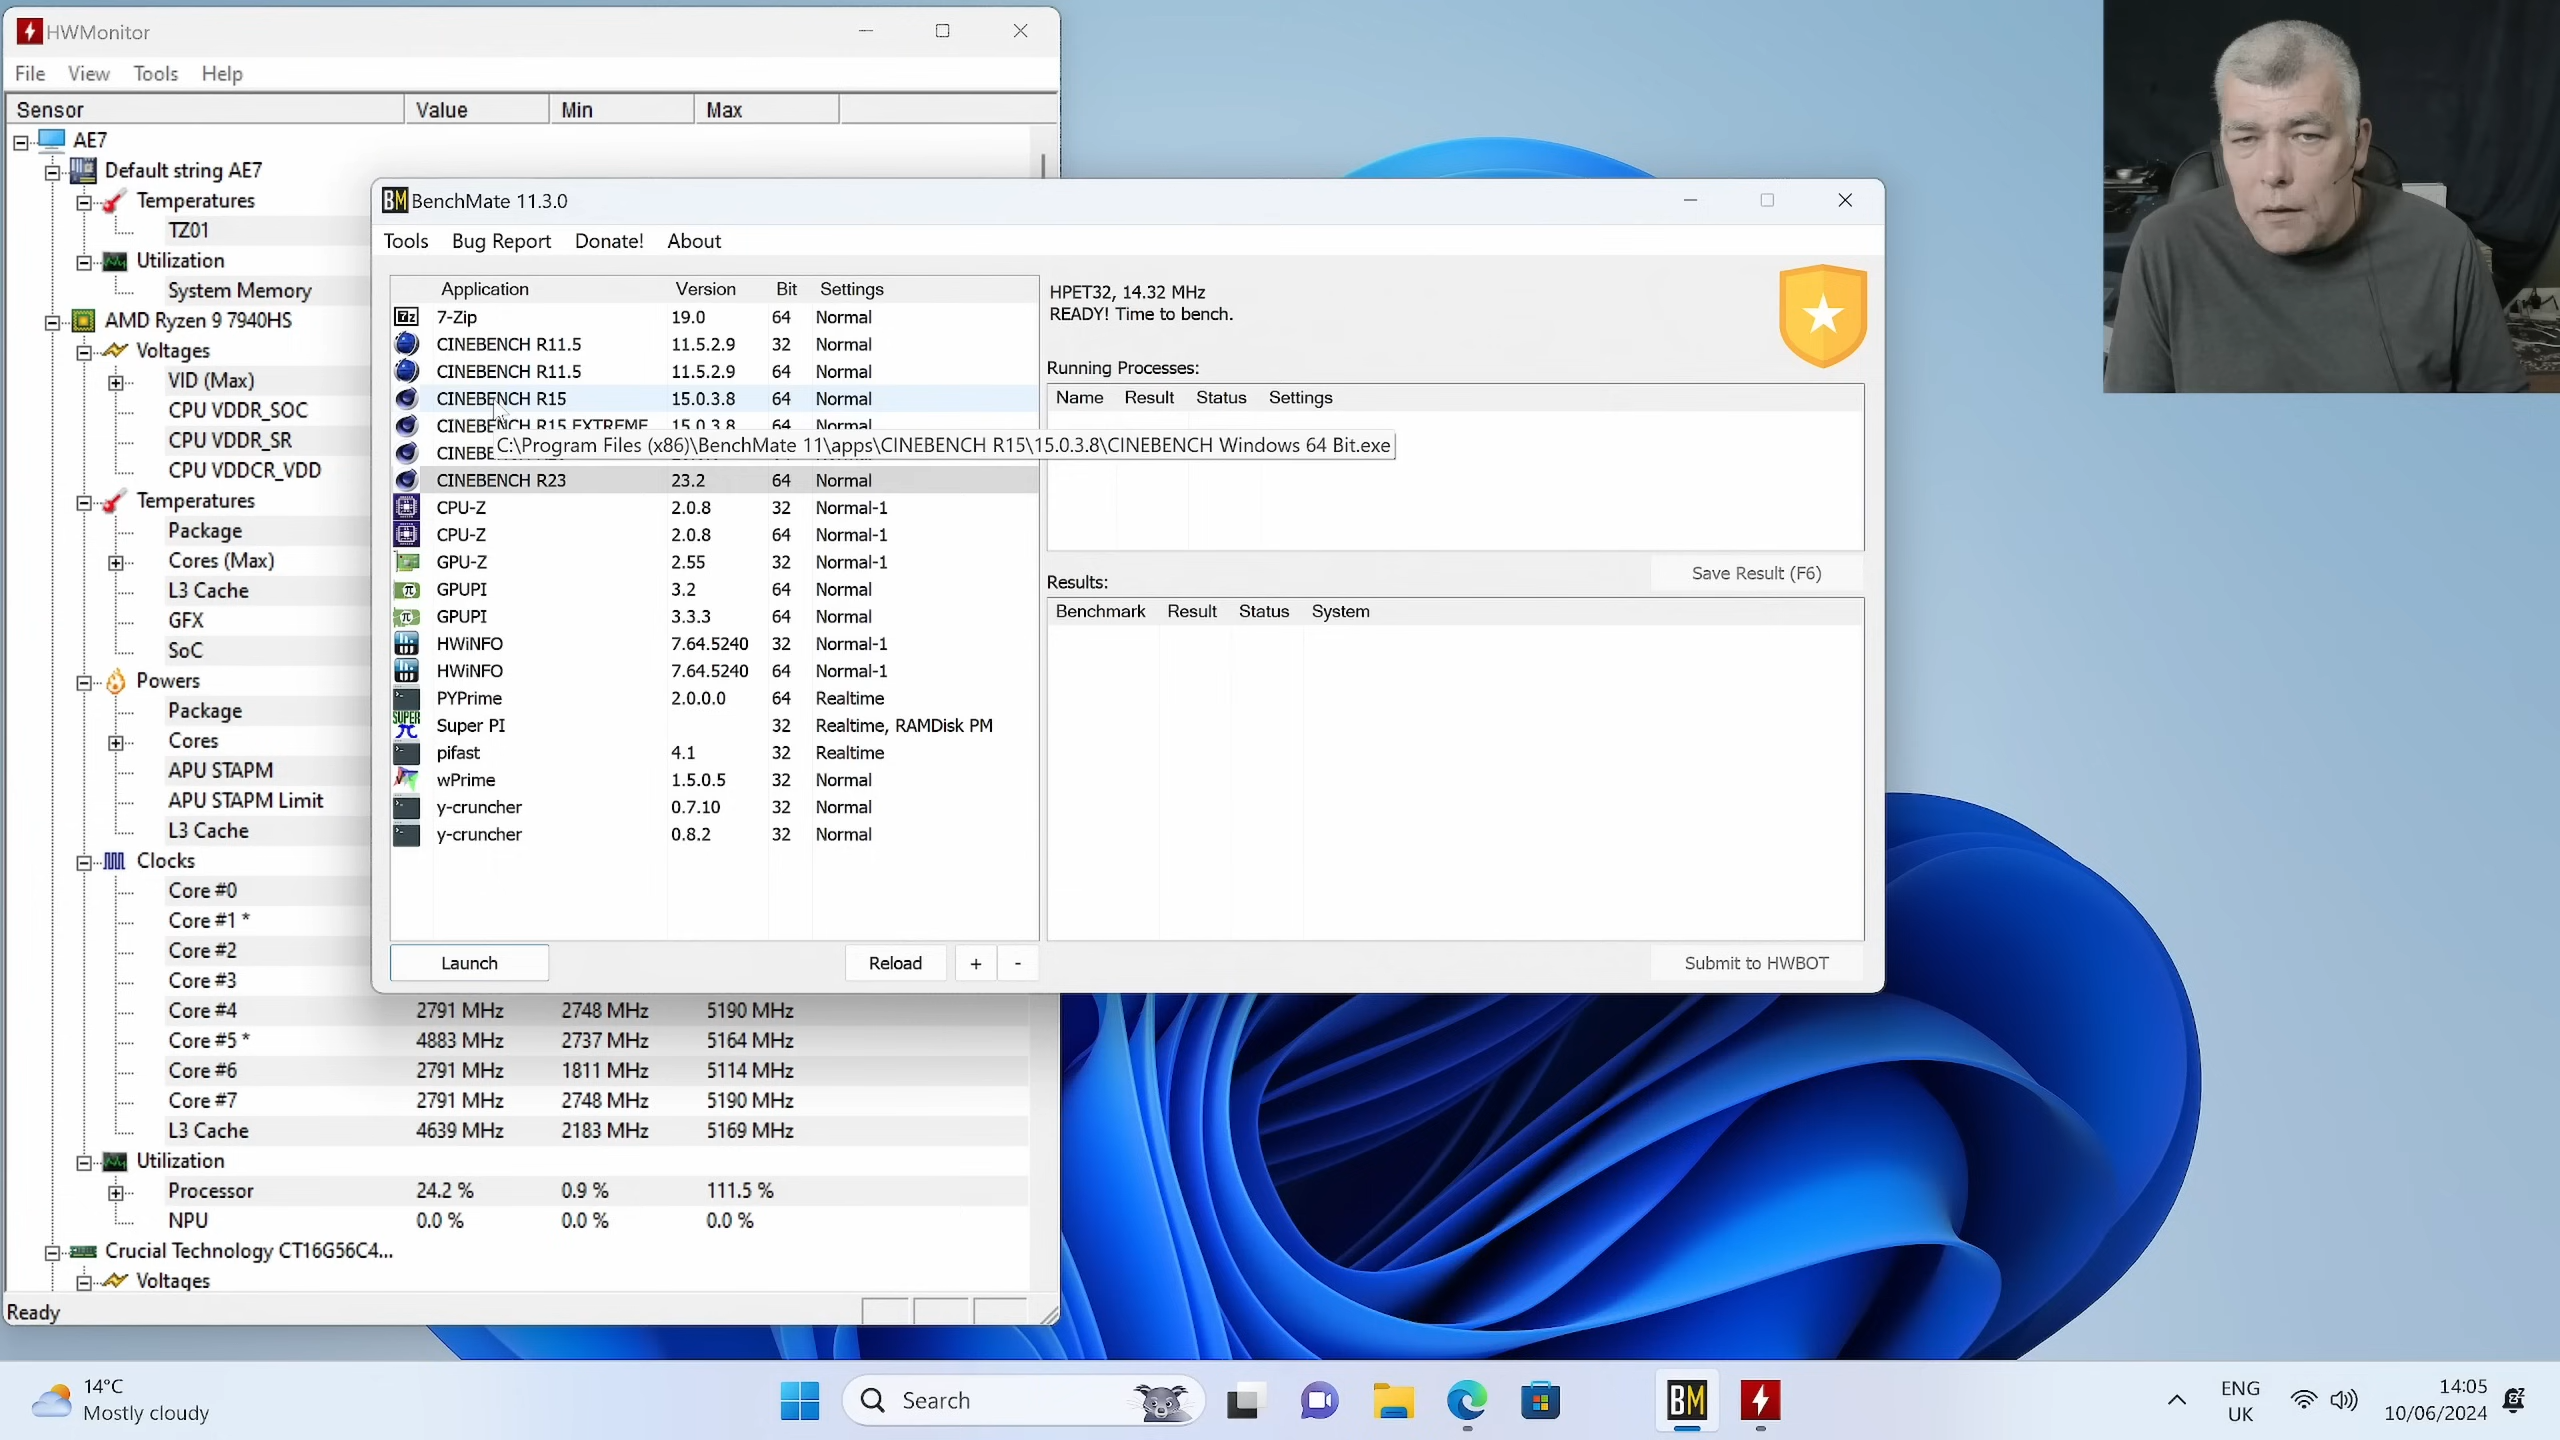 HWMonitor
File View Tools Help
Sensor Value Min Max
AE7
Default string AE7
Temperatures
TZ01
Utilization
System Memory
AMD Ryzen 9 7940HS
Voltages
VID (Max)
CPU VDDR_SOC
CPU VDDR_SR
CPU VDDCR_VDD
Temperatures
Package
Cores (Max)
L3 Cache
GFX
SoC
Powers
Package
Cores
APU STAPM
APU STAPM Limit
L3 Cache
Clocks
Core #0
Core #1 *
Core #2
Core #3
Core #4 2791 MHz 2748 MHz 5190 MHz
Core #5 * 4883 MHz 2737 MHz 5164 MHz
Core #6 2791 MHz 1811 MHz 5114 MHz
Core #7 2791 MHz 2748 MHz 5190 MHz
L3 Cache 4639 MHz 2183 MHz 5169 MHz
Utilization
Processor 24.2 % 0.9 % 111.5 %
NPU 0.0 % 0.0 % 0.0 %
Crucial Technology CT16G56C4...
Voltages
Ready
BM BenchMate 11.3.0
Tools Bug Report Donate! About
Application Version Bit Settings
7z 7-Zip 19.0 64 Normal
CINEBENCH R11.5 11.5.2.9 32 Normal
CINEBENCH R11.5 11.5.2.9 64 Normal
CINEBENCH R15 15.0.3.8 64 Normal
CINEBENCH R15 EXTREME 15.0.3.8 64 Normal
CINEBE
C:\Program Files (x86)\BenchMate 11\apps\CINEBENCH R15\15.0.3.8\CINEBENCH Windows 64 Bit.exe
CINEBENCH R23 23.2 64 Normal
CPU-Z 2.0.8 32 Normal-1
CPU-Z 2.0.8 64 Normal-1
GPU-Z 2.55 32 Normal-1
π GPUPI 3.2 64 Normal
π GPUPI 3.3.3 64 Normal
HWiNFO 7.64.5240 32 Normal-1
HWiNFO 7.64.5240 64 Normal-1
PYPrime 2.0.0.0 64 Realtime
SUPER π Super PI 32 Realtime, RAMDisk PM
pifast 4.1 32 Realtime
wPrime 1.5.0.5 32 Normal
y-cruncher 0.7.10 32 Normal
y-cruncher 0.8.2 32 Normal
Launch Reload + -
HPET32, 14.32 MHz
READY! Time to bench.
Running Processes:
Name Result Status Settings
Save Result (F6)
Results:
Benchmark Result Status System
Submit to HWBOT
14°C
Mostly cloudy
Search
BM
ENG
UK
14:05
10/06/2024